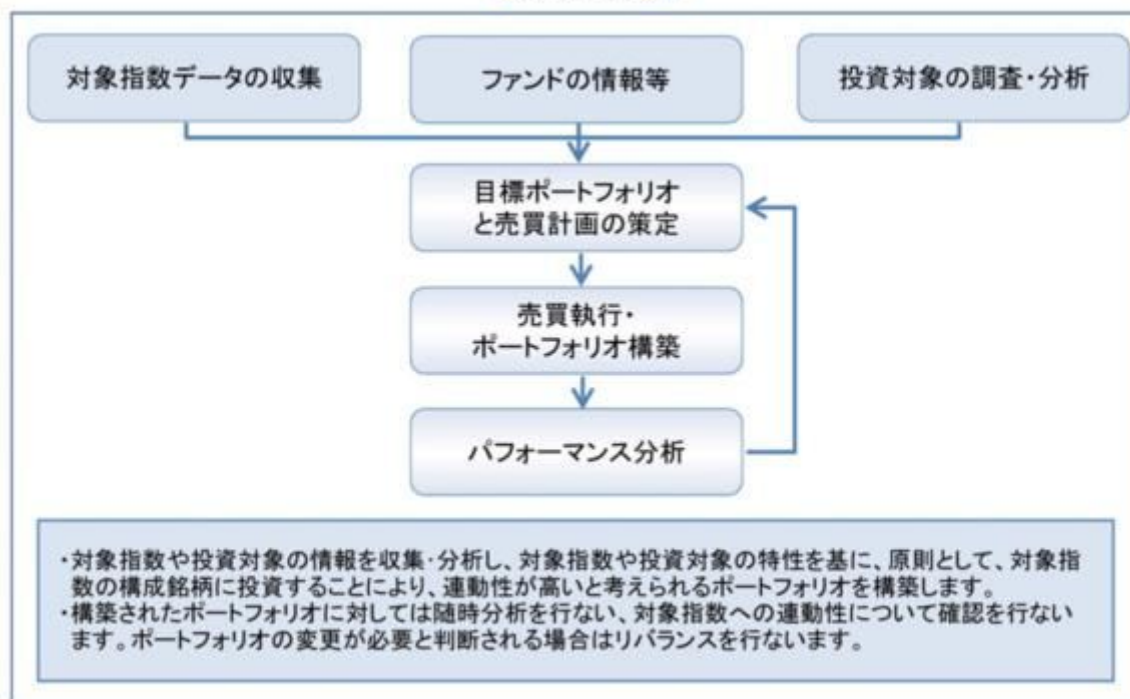 対象指数データの収集
ファンドの情報等
投資対象の調査・分析
目標ポートフォリオ
と売買計画の策定
売買執行・
ポートフォリオ構築
パフォーマンス分析
・対象指数や投資対象の情報を収集・分析し、対象指数や投資対象の特性を基に、原則として、対象指
数の構成銘柄に投資することにより、連動性が高いと考えられるポートフォリオを構築します。
・構築されたポートフォリオに対しては随時分析を行ない、対象指数への連動性について確認を行ない
ます。ポートフォリオの変更が必要と判断される場合はリバランスを行ないます。